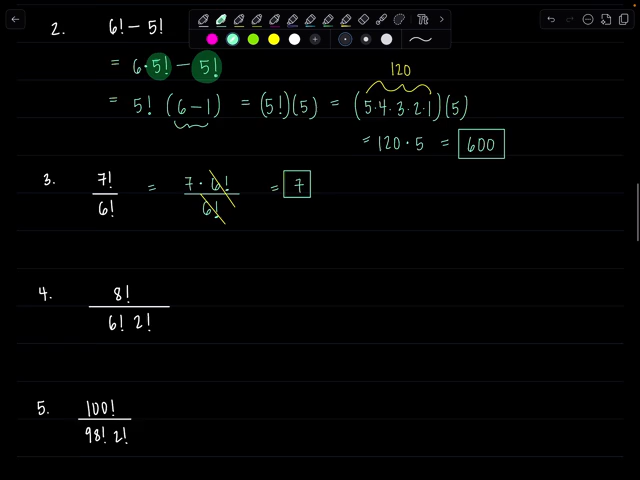 2. 6! − 5!
= 6 · 5! − 5!
120
= 5! (6 − 1) = (5!)(5) = (5·4·3·2·1)(5)
= 120 · 5 = 600
3. 7!/6! = 7 · 6!/6! = 7
4. 8!/6! 2!
5. 100!/98! 2!